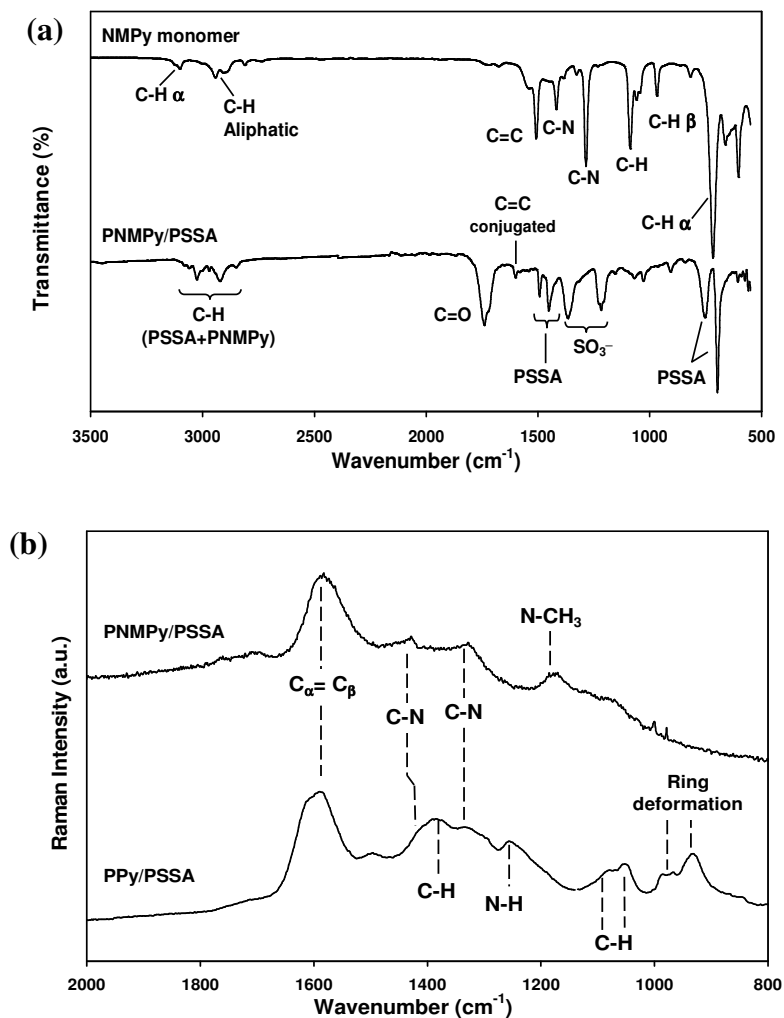 (a)
NMPy monomer
C-H α
C-H
Aliphatic
C=C
C-N
C-N
C-H
C-H β
C-H α
PNMPy/PSSA
C=C
conjugated
C-H
(PSSA+PNMPy)
C=O
PSSA
SO₃⁻
PSSA
Transmittance (%)
3500 3000 2500 2000 1500 1000 500
Wavenumber (cm⁻¹)
(b)
PNMPy/PSSA
N-CH₃
Cα= Cβ
C-N
C-N
Ring
deformation
PPy/PSSA
C-H
N-H
C-H
Raman Intensity (a.u.)
2000 1800 1600 1400 1200 1000 800
Wavenumber (cm⁻¹)